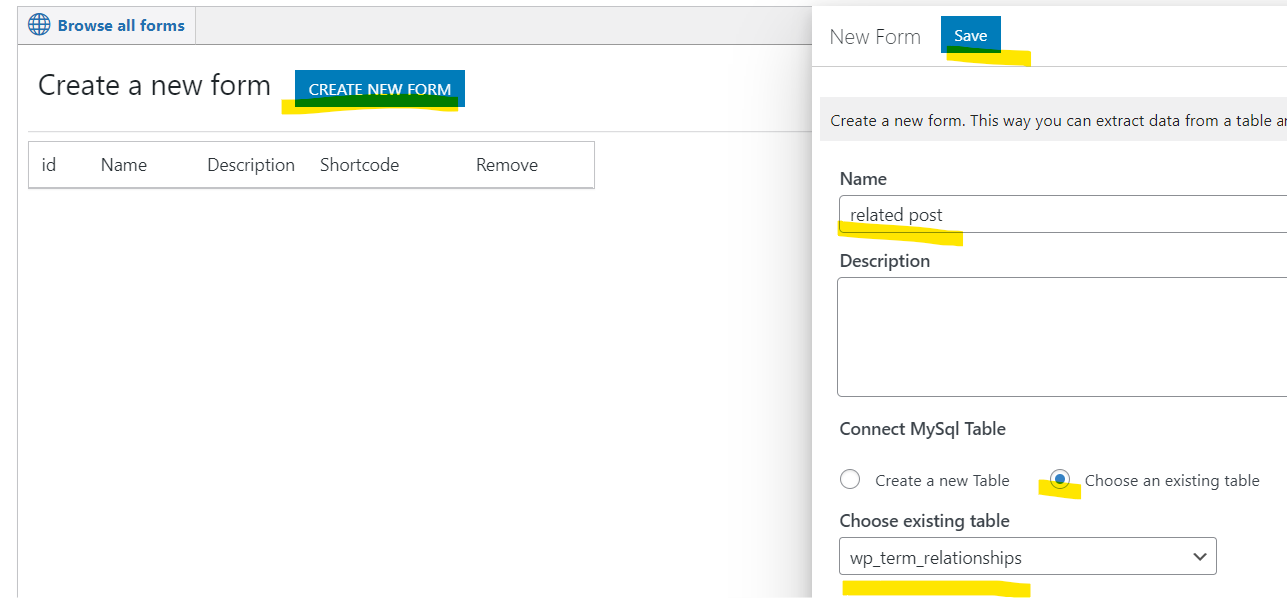 Browse all forms
Create a new form CREATE NEW FORM
id Name Description Shortcode Remove
New Form Save
Create a new form. This way you can extract data from a table
Name
related post
Description
Connect MySql Table
Create a new Table Choose an existing table
Choose existing table
wp_term_relationships